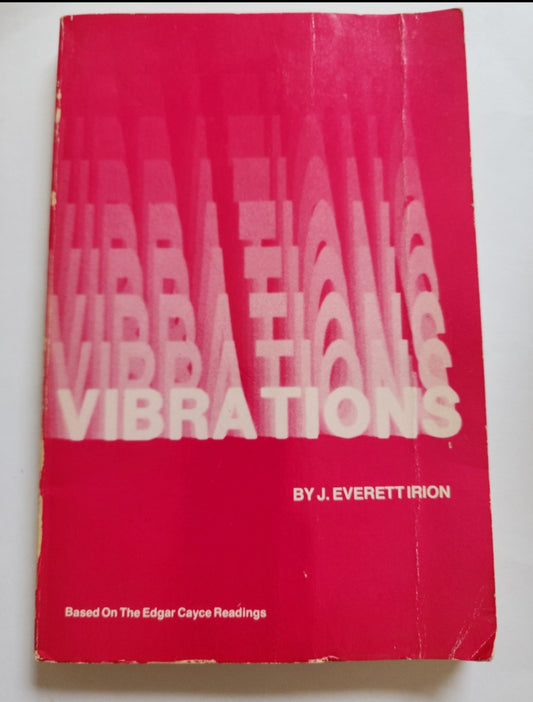 VIBRATIONS
BY J. EVERETT IRION
Based On The Edgar Cayce Readings